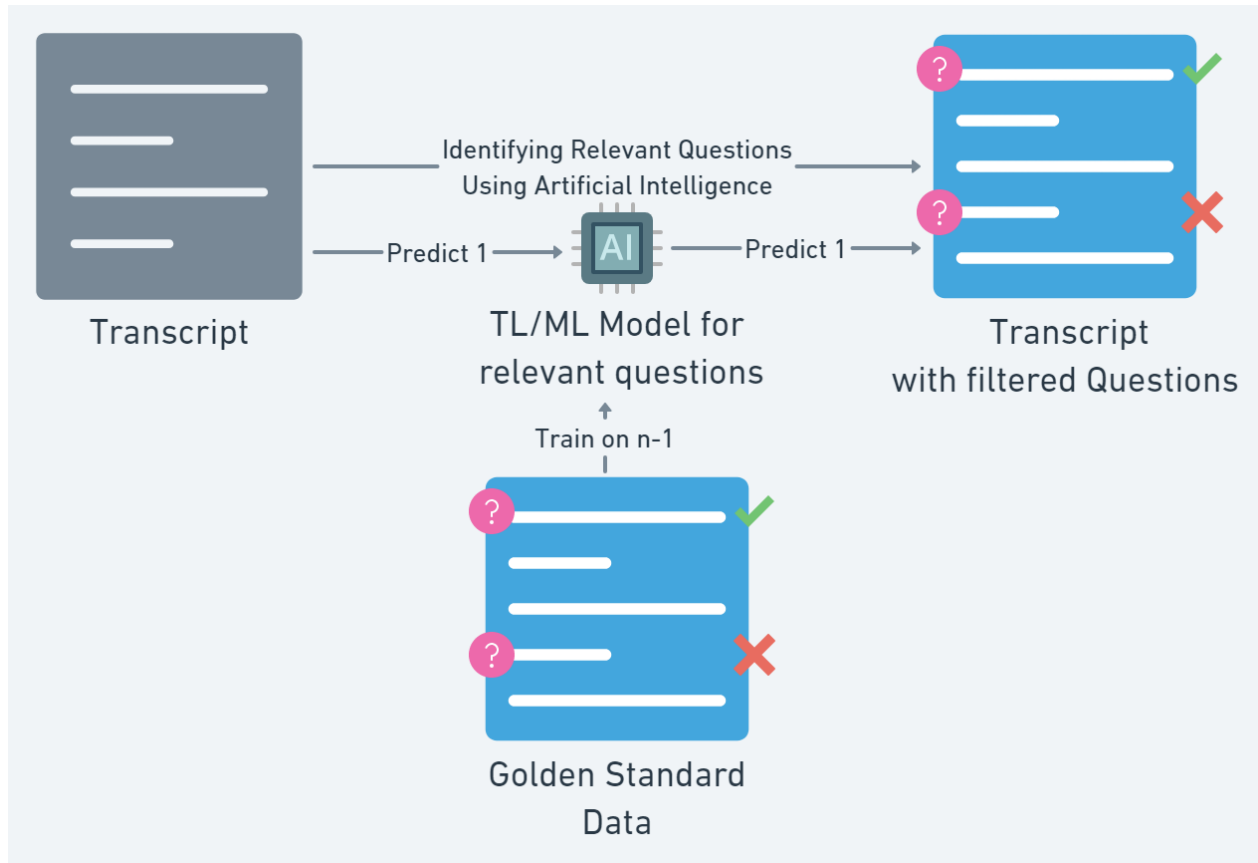 Identifying Relevant Questions
Using Artificial Intelligence
Predict 1
AI
Predict 1
Transcript
TL/ML Model for
relevant questions
Transcript
with filtered Questions
?
?
Train on n-1
?
?
Golden Standard
Data